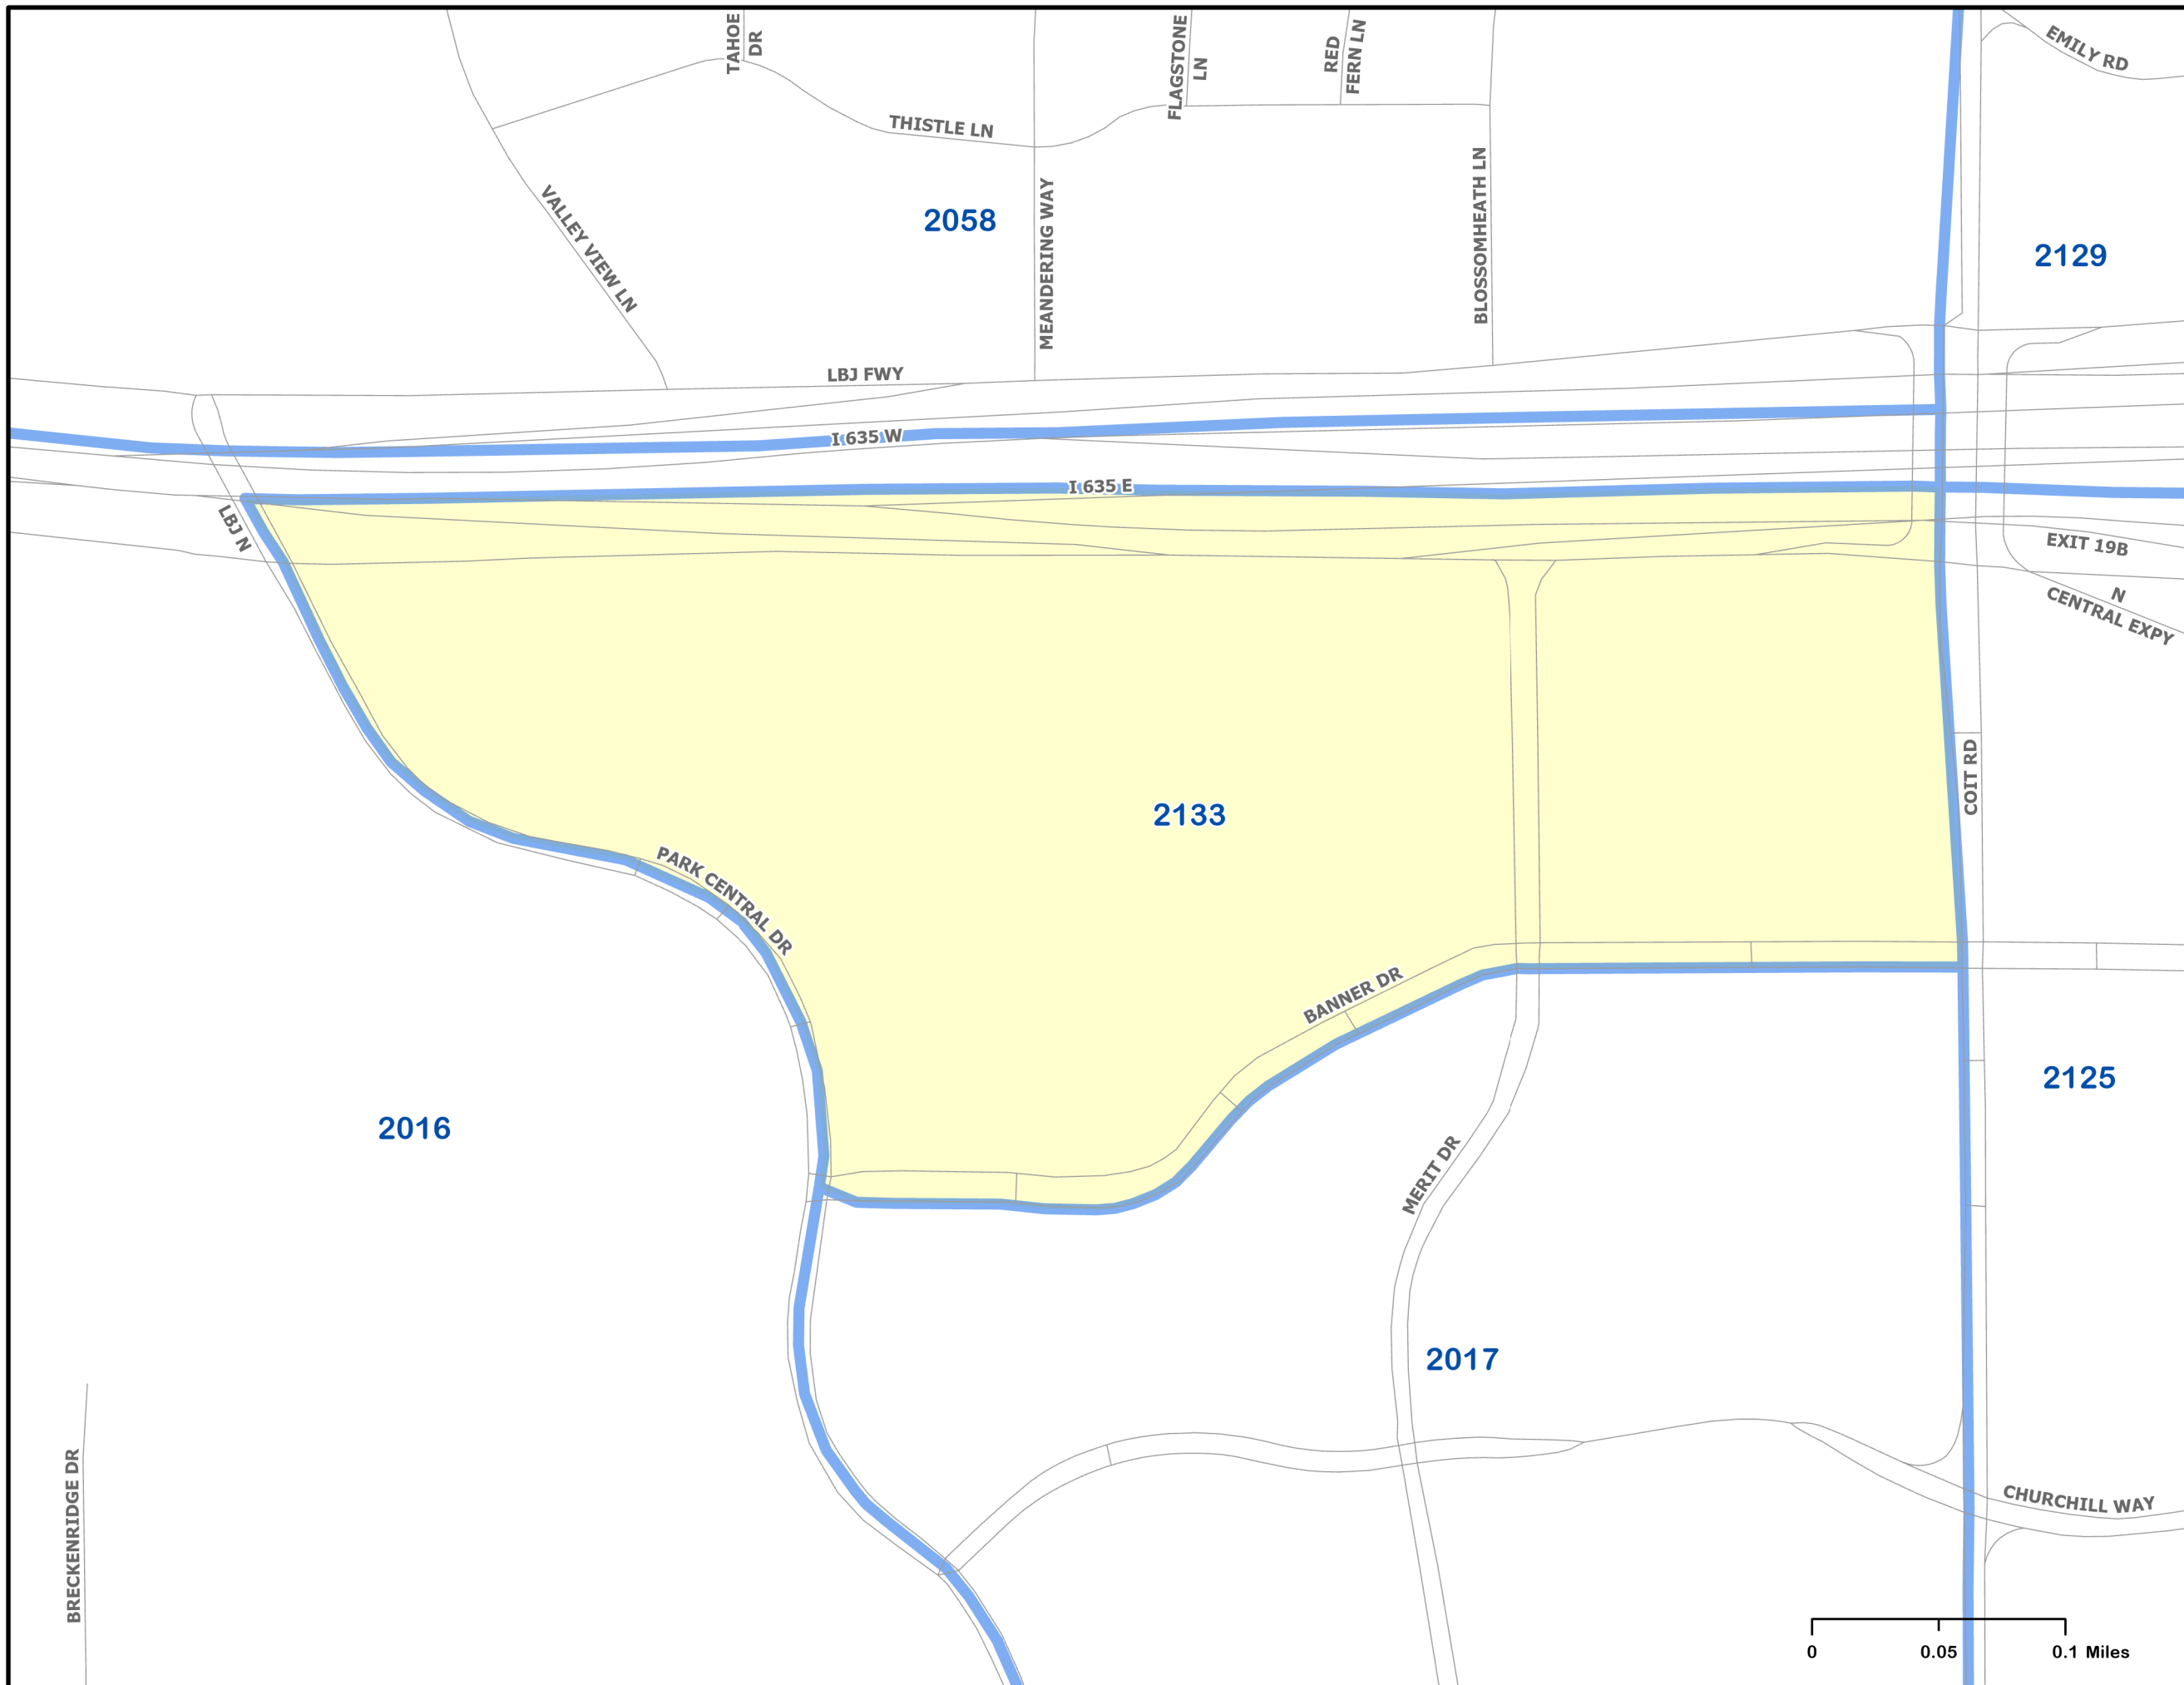 TAHOE
DR
FLAGSTONE
LN
RED
FERN LN
EMILY RD
THISTLE LN
VALLEY VIEW LN
2058
MEANDERING WAY
BLOSSOMHEATH LN
2129
LBJ FWY
I 635 W
I 635 E
LBJ N
EXIT 19B
N
CENTRAL EXPY
COIT RD
2133
PARK CENTRAL DR
BANNER DR
2125
2016
MERIT DR
2017
BRECKENRIDGE DR
CHURCHILL WAY
0 0.05 0.1 Miles